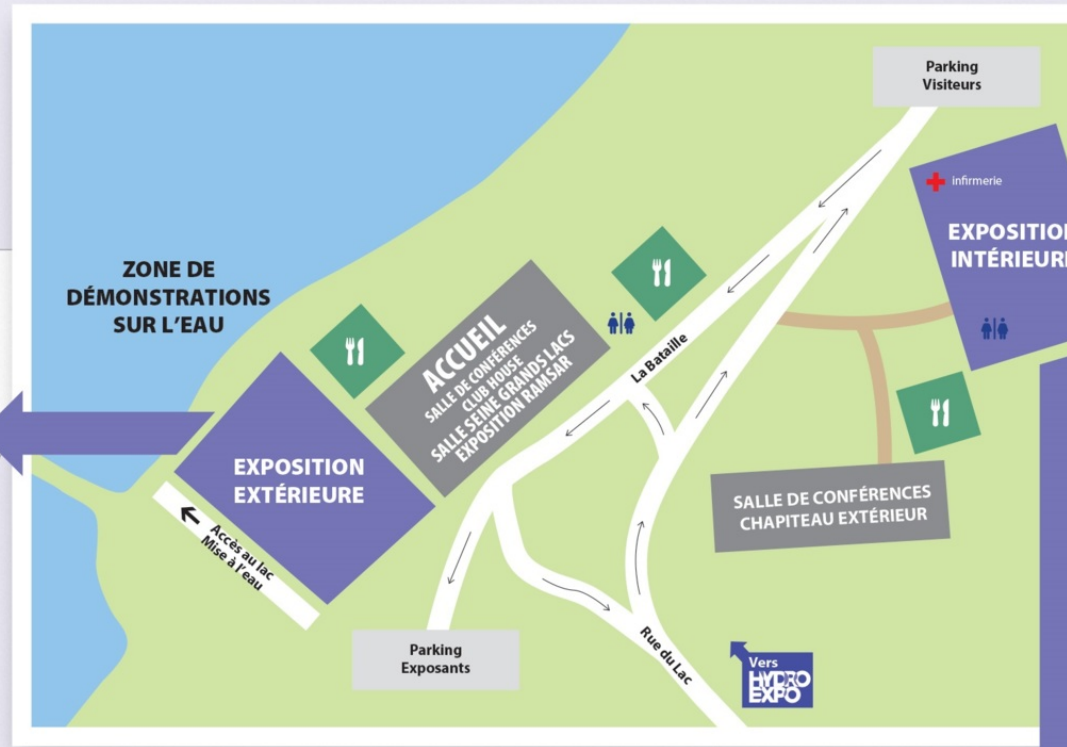 Parking
Visiteurs
infirmerie
EXPOSITION
INTÉRIEURE
ZONE DE
DÉMONSTRATIONS
SUR L'EAU
ACCUEIL
SALLE DE CONFÉRENCES
CLUB HOUSE
SALLE SEINE GRANDS LACS
EXPOSITION RAMSAR
La Bataille
EXPOSITION
EXTÉRIEURE
SALLE DE CONFÉRENCES
CHAPITEAU EXTÉRIEUR
Accès au lac
Mise à l'eau
Parking
Exposants
Rue du Lac
Vers
HYDRO
EXPO